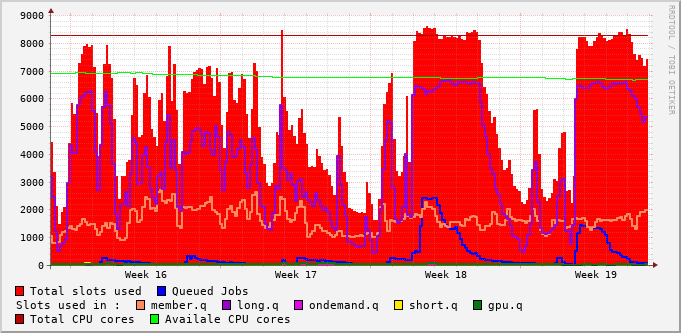 9000
8000
7000
6000
5000
4000
3000
2000
1000
0
Week 16 Week 17 Week 18 Week 19
RRDTOOL / TOBI OETIKER
Total slots used Queued Jobs
Slots used in : member.q long.q ondemand.q short.q gpu.q
Total CPU cores Availale CPU cores